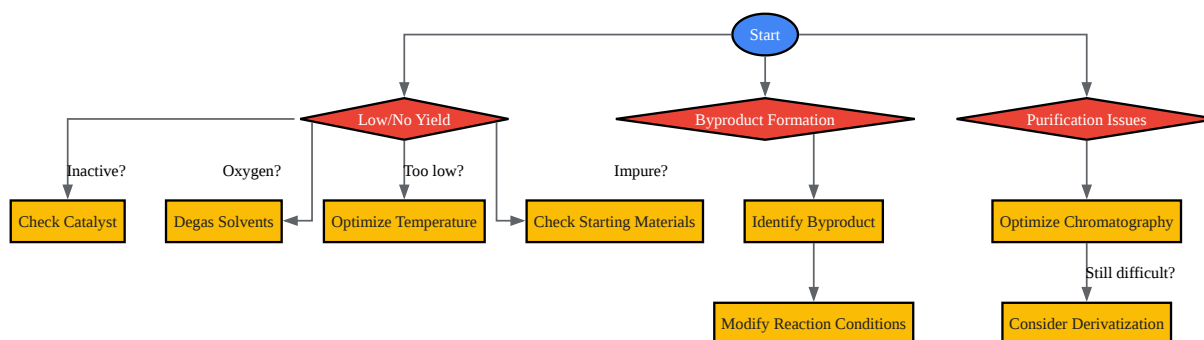 Start
Low/No Yield
Byproduct Formation
Purification Issues
Inactive?
Oxygen?
Too low?
Impure?
Check Catalyst
Degas Solvents
Optimize Temperature
Check Starting Materials
Identify Byproduct
Optimize Chromatography
Still difficult?
Modify Reaction Conditions
Consider Derivatization